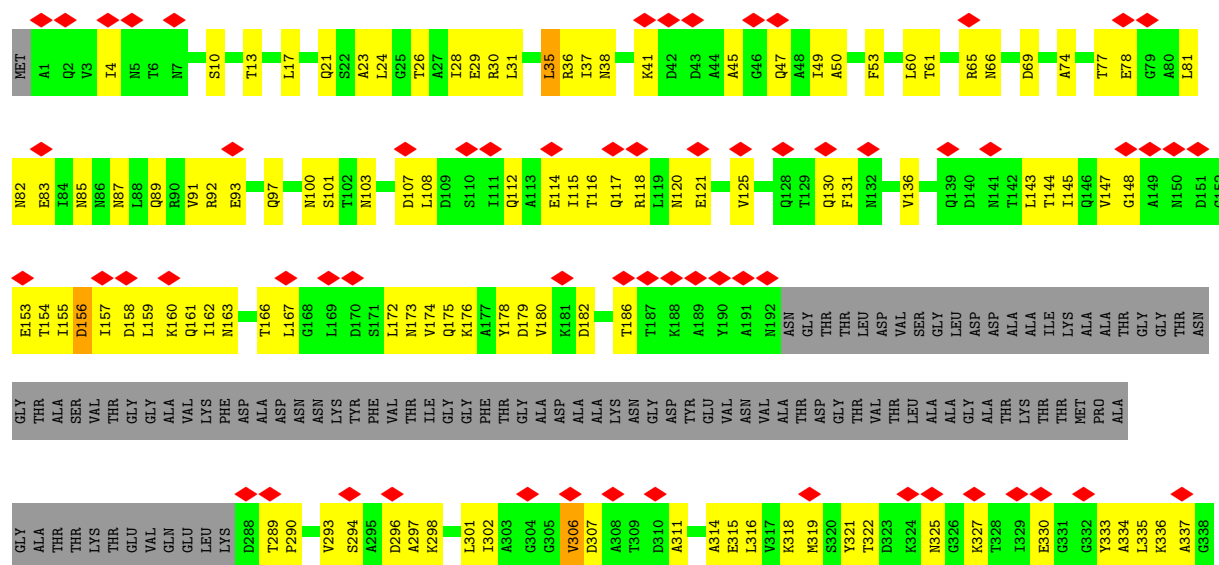 MET A1 Q2 V3 I4 N5 T6 N7 S10 T13 L17 Q21 S22 A23 L24 G25 T26 A27 I28 E29 R30 L31 L35 R36 I37 N38 K41 D42 D43 A44 A45 G46 Q47 A48 I49 A50 F53 L60 T61 R65 N66 D69 A74 T77 E78 G79 A80 L81
N82 E83 I84 N85 N86 N87 L88 Q89 R90 V91 R92 E93 Q97 N100 S101 T102 N103 D107 L108 D109 S110 I111 Q112 A113 E114 I115 T116 Q117 R118 L119 N120 E121 V125 Q128 T129 Q130 F131 N132 V136 Q139 D140 N141 T142 L143 T144 I145 Q146 V147 G148 A149 N150 D151 G152
E153 T154 I155 D156 I157 D158 L159 K160 Q161 I162 N163 T166 L167 G168 L169 D170 S171 L172 N173 V174 Q175 K176 A177 Y178 D179 V180 K181 D182 T186 T187 K188 A189 Y190 A191 N192 ASN GLY THR THR LEU ASP VAL SER GLY LEU ASP ASP ALA ALA ILE LYS ALA ALA THR GLY GLY THR ASN
GLY THR ALA SER VAL THR GLY GLY ALA VAL LYS PHE ASP ALA ASP ASN ASN LYS TYR PHE VAL THR ILE GLY GLY PHE THR GLY ALA ASP ALA ALA LYS ASN GLY ASP TYR GLU VAL ASN VAL ALA THR ASP GLY THR VAL THR LEU ALA ALA GLY ALA THR LYS THR THR MET PRO ALA
GLY ALA THR THR LYS THR GLU VAL GLN GLU LEU LYS D288 T289 P290 V293 S294 A295 D296 A297 K298 L301 I302 A303 G304 G305 V306 D307 A308 T309 D310 A311 A314 E315 L316 V317 K318 M319 S320 Y321 T322 D323 K324 N325 G326 K327 T328 I329 E330 G331 G332 Y333 A334 L335 K336 A337 G338